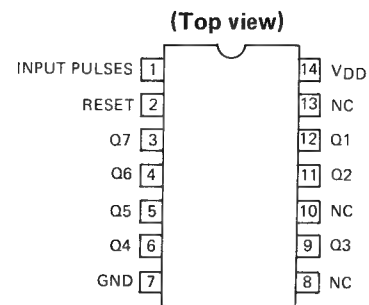 (Top view)
INPUT PULSES 1 14 VDD
RESET 2 13 NC
Q7 3 12 Q1
Q6 4 11 Q2
Q5 5 10 NC
Q4 6 9 Q3
GND 7 8 NC